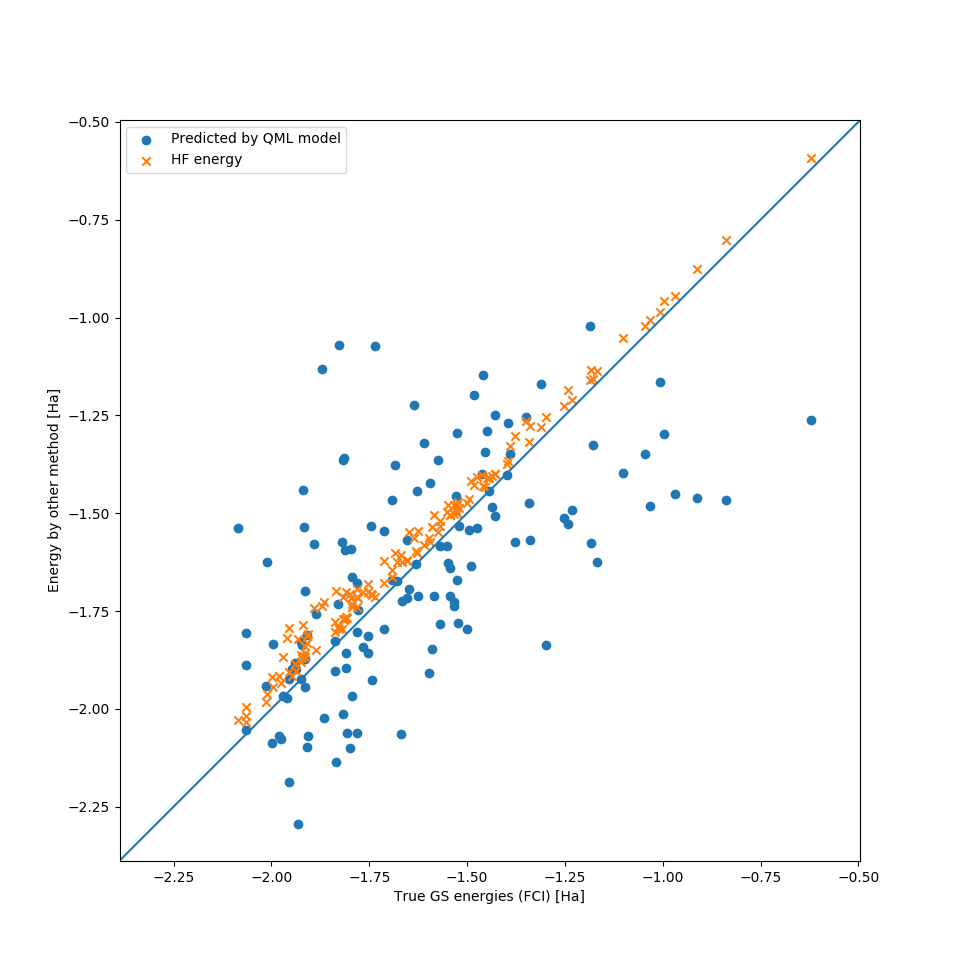 Predicted by QML model
HF energy
−0.50
−0.75
−1.00
−1.25
−1.50
−1.75
−2.00
−2.25
Energy by other method [Ha]
−2.25 −2.00 −1.75 −1.50 −1.25 −1.00 −0.75 −0.50
True GS energies (FCI) [Ha]